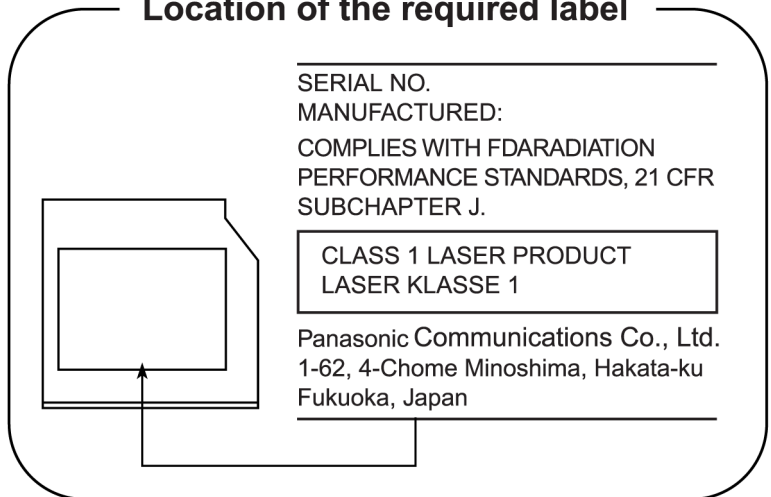 Location of the required label
SERIAL NO.
MANUFACTURED:
COMPLIES WITH FDARADIATION
PERFORMANCE STANDARDS, 21 CFR
SUBCHAPTER J.
CLASS 1 LASER PRODUCT
LASER KLASSE 1
Panasonic Communications Co., Ltd.
1-62, 4-Chome Minoshima, Hakata-ku
Fukuoka, Japan